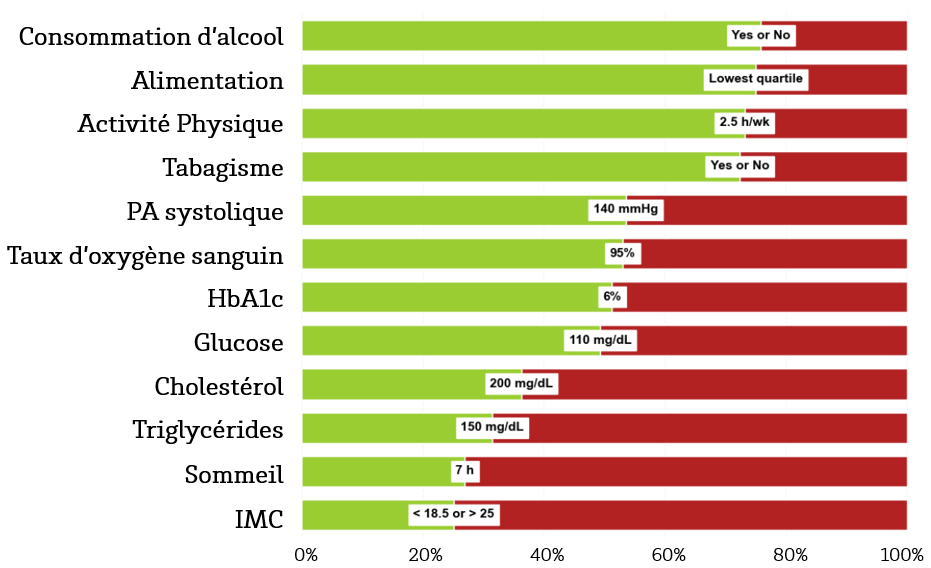 Consommation d'alcool Yes or No
Alimentation Lowest quartile
Activité Physique 2.5 h/wk
Tabagisme Yes or No
PA systolique 140 mmHg
Taux d'oxygène sanguin 95%
HbA1c 6%
Glucose 110 mg/dL
Cholestérol 200 mg/dL
Triglycérides 150 mg/dL
Sommeil 7 h
IMC < 18.5 or > 25
0% 20% 40% 60% 80% 100%